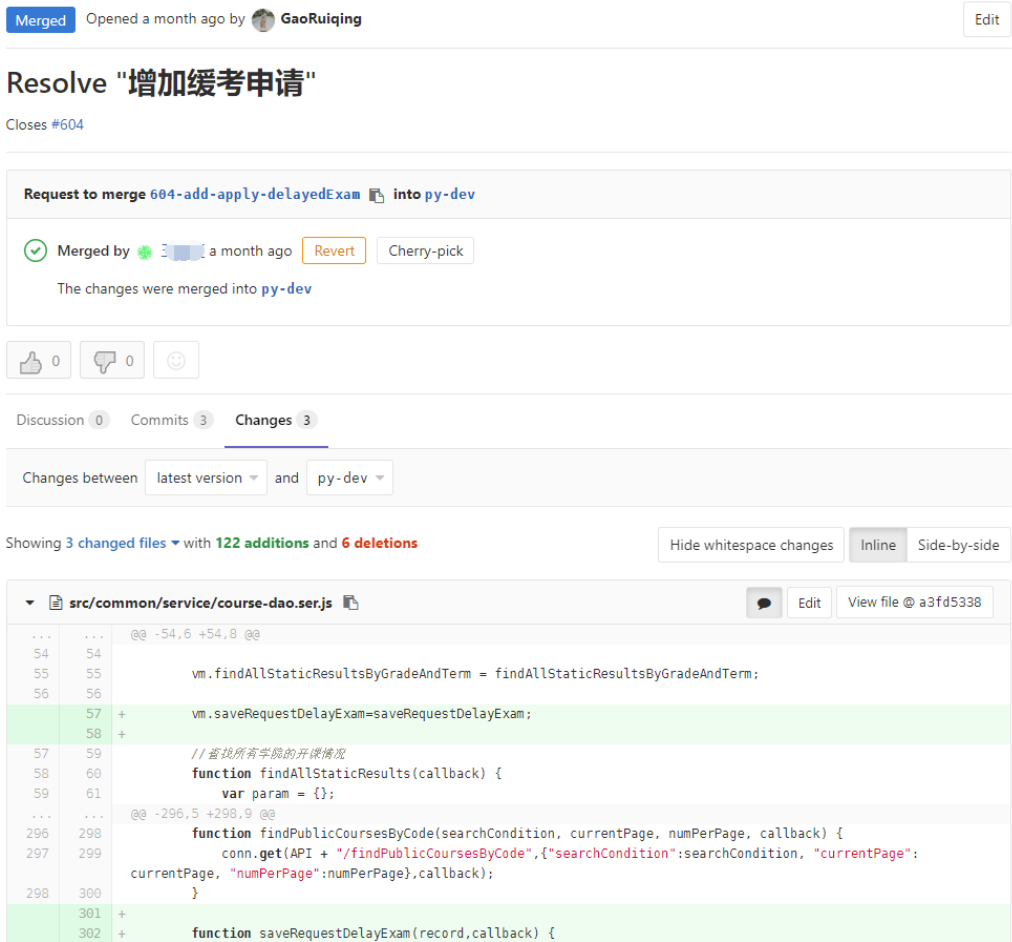 Merged Opened a month ago by GaoRuiqing Edit
Resolve "增加缓考申请"
Closes #604
Request to merge 604-add-apply-delayedExam into py-dev
Merged by a month ago Revert Cherry-pick
The changes were merged into py-dev
0 0
Discussion 0 Commits 3 Changes 3
Changes between latest version and py-dev
Showing 3 changed files with 122 additions and 6 deletions Hide whitespace changes Inline Side-by-side
src/common/service/course-dao.ser.js Edit View file @ a3fd5338
... ... @@ -54,6 +54,8 @@
54 54
55 55 vm.findAllStaticResultsByGradeAndTerm = findAllStaticResultsByGradeAndTerm;
56 56
57 + vm.saveRequestDelayExam=saveRequestDelayExam;
58 +
57 59 //查找所有学院的开课情况
58 60 function findAllStaticResults(callback) {
59 61 var param = {};
... ... @@ -296,5 +298,9 @@
296 298 function findPublicCoursesByCode(searchCondition, currentPage, numPerPage, callback) {
297 299 conn.get(API + "/findPublicCoursesByCode",{"searchCondition":searchCondition, "currentPage":
currentPage, "numPerPage":numPerPage},callback);
298 300 }
301 +
302 + function saveRequestDelayExam(record,callback) {